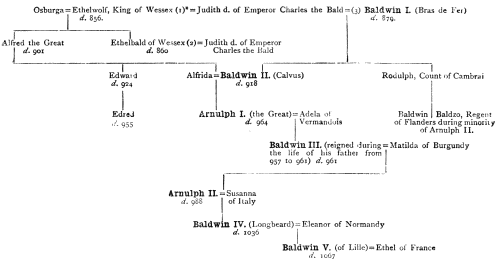 Osburga=Ethelwolf, King of Wessex (1)*=Judith d. of Emperor Charles the Bald=(3) Baldwin I. (Bras de Fer)
d. 856. d. 879.
Alfred the Great Ethelbald of Wessex (2)=Judith d. of Emperor
d. 901 d. 860 Charles the Bald
Edward Alfrida=Baldwin II. (Calvus) Rodulph, Count of Cambrai
d. 924 d. 918
Edred Arnulph I. (the Great)=Adela of Baldwin Baldzo, Regent
d. 955 d. 964 Vermandois of Flanders during minority
of Arnulph II.
Baldwin III. (reigned during=Matilda of Burgundy
the life of his father from
957 to 961) d. 961
Arnulph II.=Susanna
d. 988 of Italy
Baldwin IV. (Longbeard)=Eleanor of Normandy
d. 1036
Baldwin V. (of Lille)=Ethel of France
d. 1067